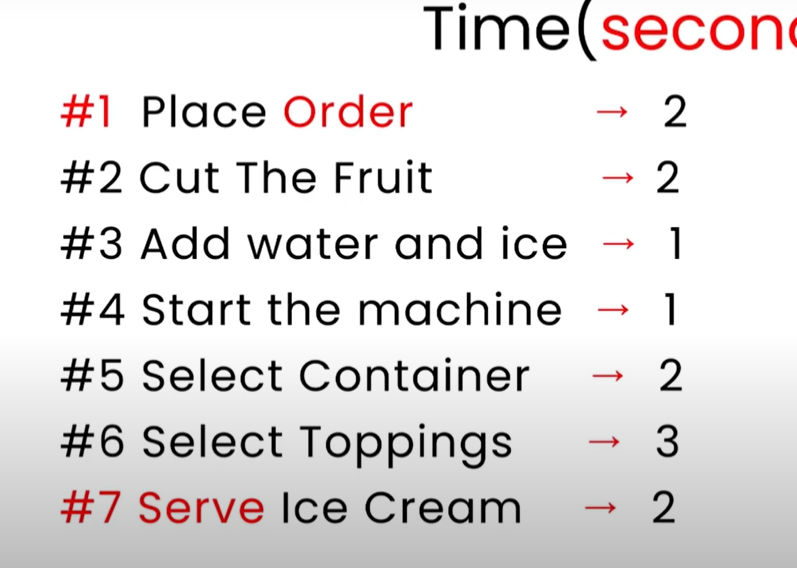 Time(secon
#1 Place Order → 2
#2 Cut The Fruit → 2
#3 Add water and ice → 1
#4 Start the machine → 1
#5 Select Container → 2
#6 Select Toppings → 3
#7 Serve Ice Cream → 2